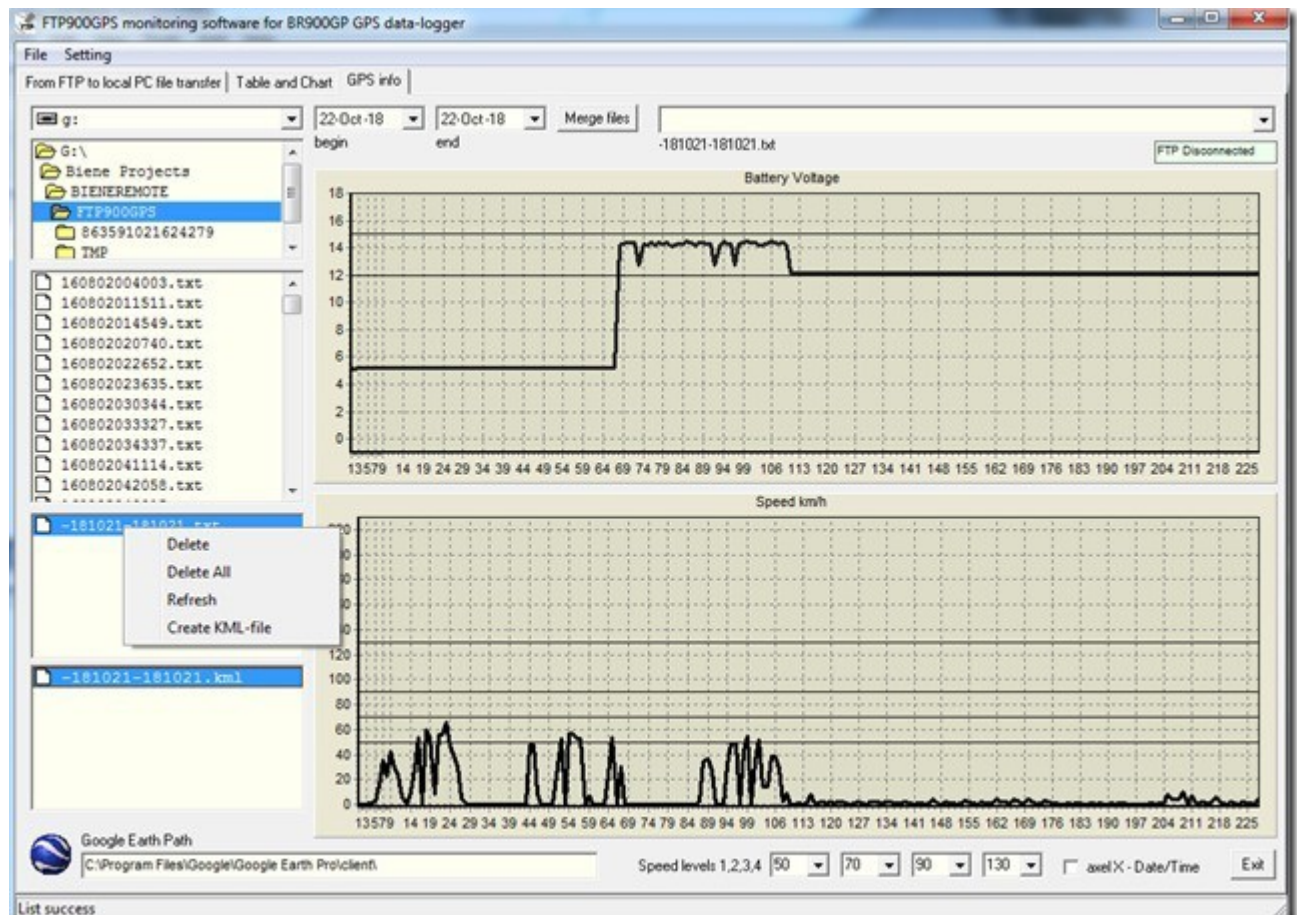 FTP900GPS monitoring software for BR900GP GPS data-logger
File Setting
From FTP to local PC file transfer Table and Chart GPS info
g: 22-Oct-18 22-Oct-18 Merge files
begin end -181021-181021.txt
FTP Disconnected
G:\
Biene Projects
BIENEREMOTE
FTP900GPS
863591021624279
TMP
160802004003.txt
160802011511.txt
160802014549.txt
160802020740.txt
160802022652.txt
160802023635.txt
160802030344.txt
160802033327.txt
160802034337.txt
160802041114.txt
160802042058.txt
-181021-181021.txt
Delete
Delete All
Refresh
Create KML-file
-181021-181021.kml
Battery Voltage
18
16
14
12
10
8
6
4
2
0
13579 14 19 24 29 34 39 44 49 54 59 64 69 74 79 84 89 94 99 106 113 120 127 134 141 148 155 162 169 176 183 190 197 204 211 218 225
Speed km/h
120
100
80
60
40
20
0
13579 14 19 24 29 34 39 44 49 54 59 64 69 74 79 84 89 94 99 106 113 120 127 134 141 148 155 162 169 176 183 190 197 204 211 218 225
Google Earth Path
C:\Program Files\Google\Google Earth Pro\client\
Speed levels 1,2,3,4 50 70 90 130 axel X - Date/Time Exit
List success